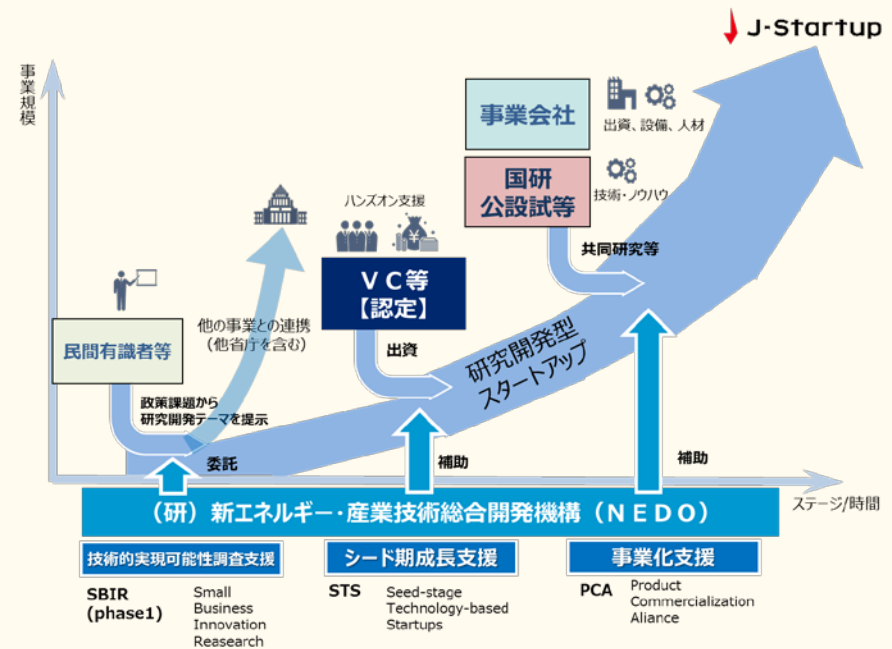 J-Startup
事業規模
事業会社
出資、設備、人材
国研
公設試等
技術・ノウハウ
共同研究等
ハンズオン支援
VC等
【認定】
出資
他の事業との連携
（他省庁を含む）
民間有識者等
政策課題から
研究開発テーマを提示
研究開発型
スタートアップ
委託
補助
補助
ステージ/時間
（研）新エネルギー・産業技術総合開発機構（NEDO）
技術的実現可能性調査支援
シード期成長支援
事業化支援
SBIR
(phase1)
Small
Business
Innovation
Reasearch
STS
Seed-stage
Technology-based
Startups
PCA
Product
Commercialization
Aliance